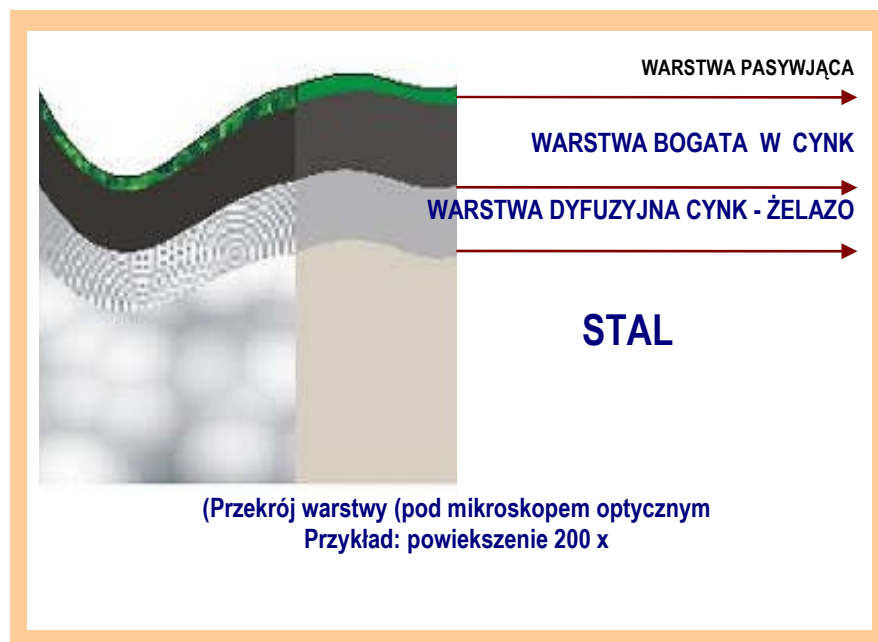 WARSTWA PASYWJĄCA
WARSTWA BOGATA W CYNK
WARSTWA DYFUZYJNA CYNK - ŻELAZO
STAL
(Przekrój warstwy (pod mikroskopem optycznym
Przykład: powiekszenie 200 x